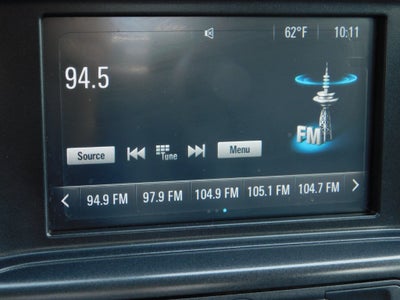 62°F 10:11
94.5
FM
Source Tune Menu
94.9 FM 97.9 FM 104.9 FM 105.1 FM 104.7 FM